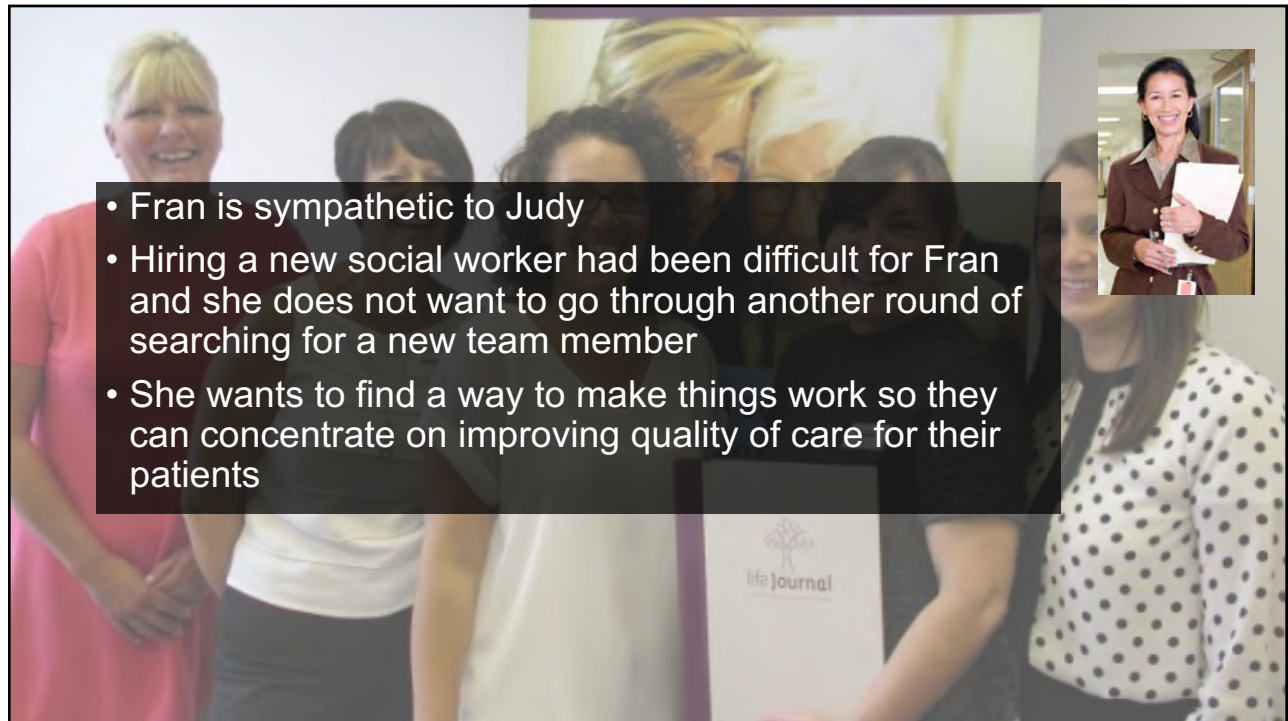 • Fran is sympathetic to Judy
• Hiring a new social worker had been difficult for Fran
and she does not want to go through another round of
searching for a new team member
• She wants to find a way to make things work so they
can concentrate on improving quality of care for their
patients
life Journal